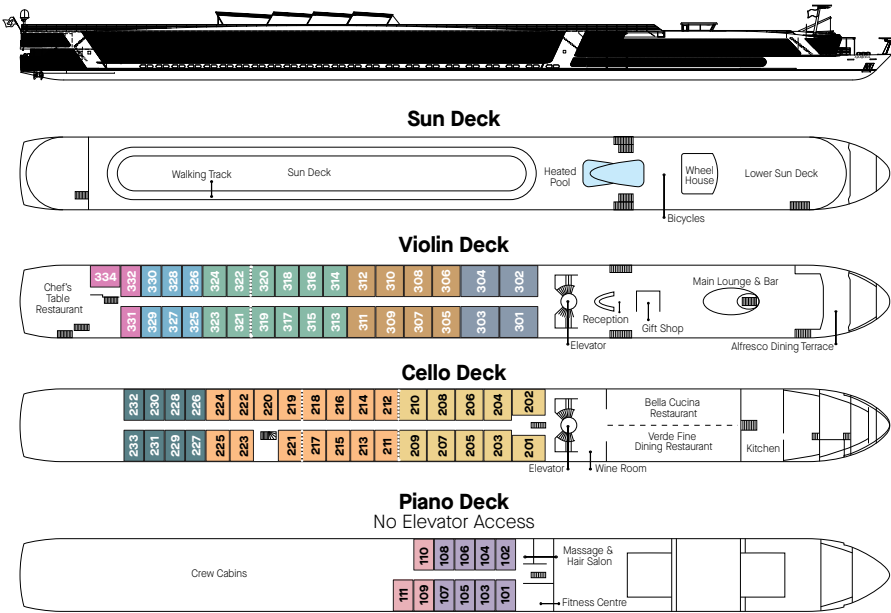 Sun Deck
Walking Track
Sun Deck
Heated
Pool
Wheel
House
Lower Sun Deck
Bicycles
Violin Deck
Chef's
Table
Restaurant
334 332 330 328 326 324 322 320 318 316 314 312 310 308 306 304 302
331 329 327 325 323 321 319 317 315 313 311 309 307 305 303 301
Elevator
Reception
Gift Shop
Main Lounge & Bar
Alfresco Dining Terrace
Cello Deck
232 230 228 226 224 222 220 219 218 216 214 212 210 208 206 204 202
233 231 229 227 225 223 221 217 215 213 211 209 207 205 203 201
Elevator
Wine Room
Bella Cucina
Restaurant
Verde Fine
Dining Restaurant
Kitchen
Piano Deck
No Elevator Access
Crew Cabins
110 108 106 104 102
111 109 107 105 103 101
Massage &
Hair Salon
Fitness Centre